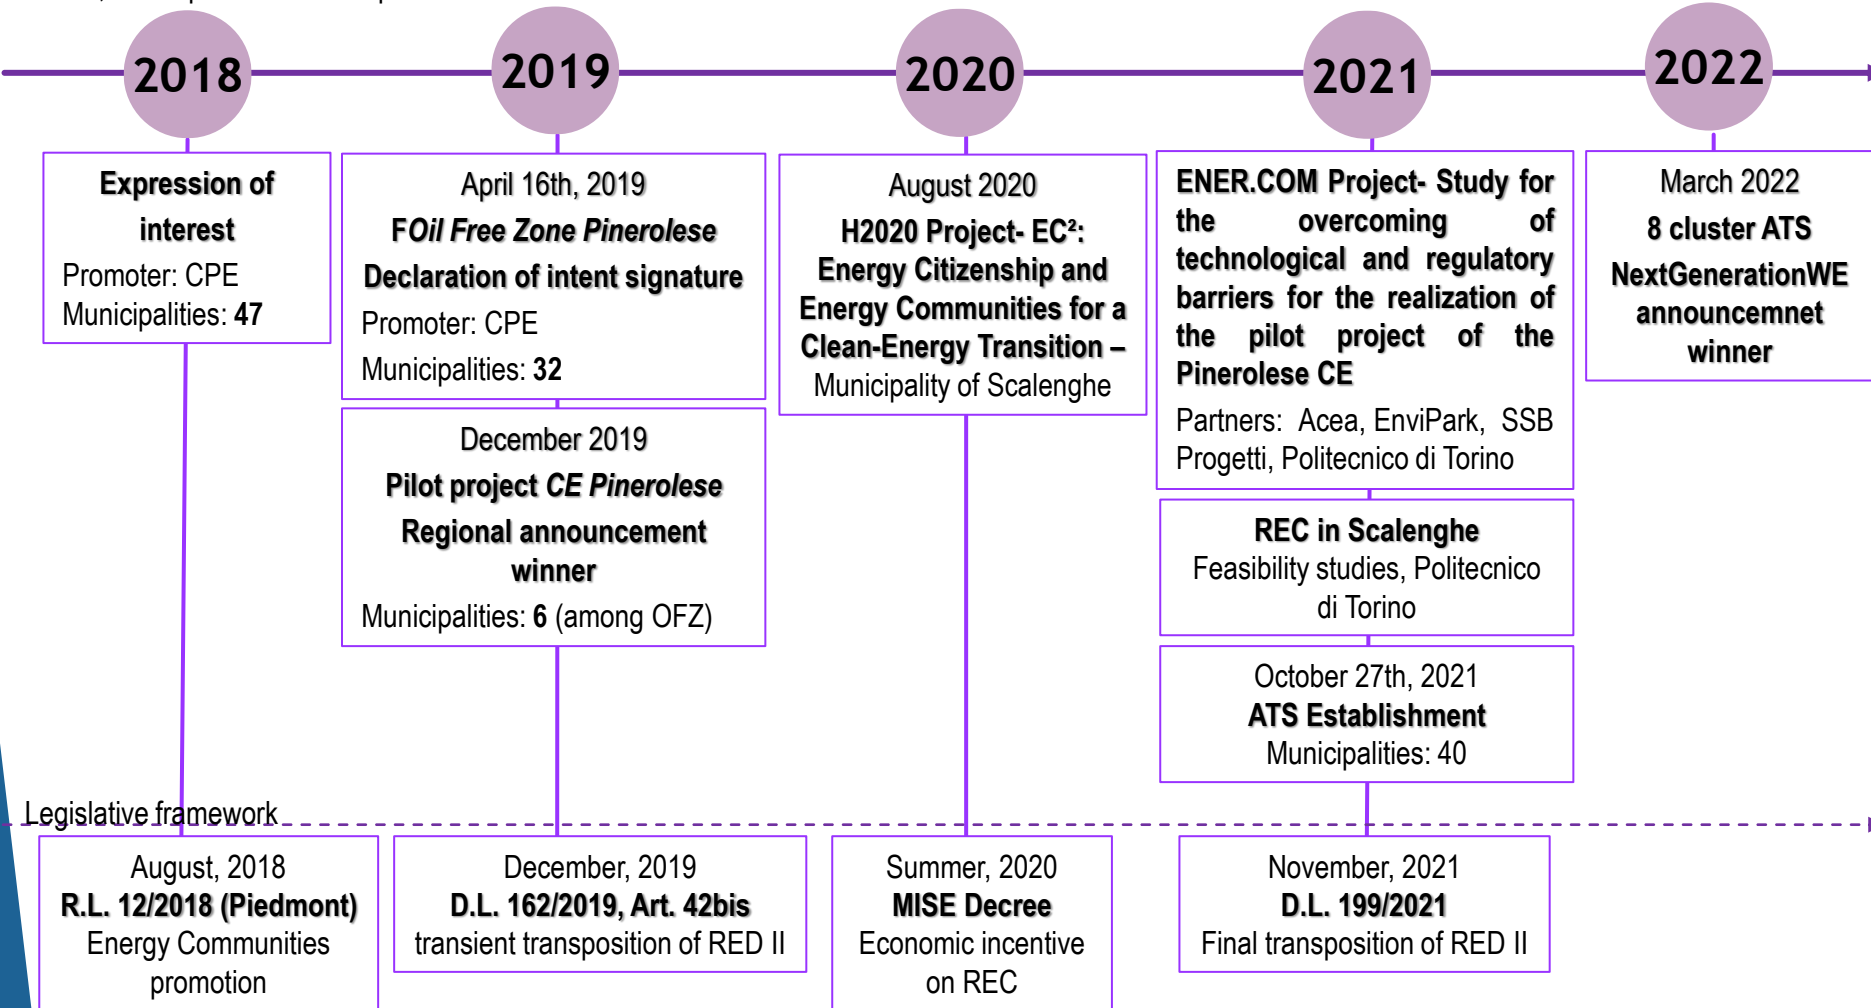 2018
2019
2020
2021
2022
Expression of
interest
Promoter: CPE
Municipalities: 47
April 16th, 2019
FOil Free Zone Pinerolese
Declaration of intent signature
Promoter: CPE
Municipalities: 32
December 2019
Pilot project CE Pinerolese
Regional announcement
winner
Municipalities: 6 (among OFZ)
August 2020
H2020 Project- EC²:
Energy Citizenship and
Energy Communities for a
Clean-Energy Transition –
Municipality of Scalenghe
ENER.COM Project- Study for
the overcoming of
technological and regulatory
barriers for the realization of
the pilot project of the
Pinerolese CE
Partners: Acea, EnviPark, SSB
Progetti, Politecnico di Torino
REC in Scalenghe
Feasibility studies, Politecnico
di Torino
October 27th, 2021
ATS Establishment
Municipalities: 40
March 2022
8 cluster ATS
NextGenerationWE
announcemnet
winner
Legislative framework
August, 2018
R.L. 12/2018 (Piedmont)
Energy Communities
promotion
December, 2019
D.L. 162/2019, Art. 42bis
transient transposition of RED II
Summer, 2020
MISE Decree
Economic incentive
on REC
November, 2021
D.L. 199/2021
Final transposition of RED II